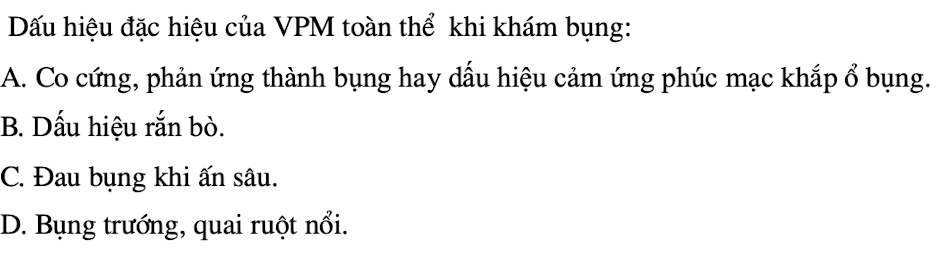 Dấu hiệu đặc hiệu của VPM toàn thể khi khám bụng:
A. Co cứng, phản ứng thành bụng hay dấu hiệu cảm ứng phúc mạc khắp ổ bụng.
B. Dấu hiệu rắn bò.
C. Đau bụng khi ấn sâu.
D. Bụng trướng, quai ruột nổi.